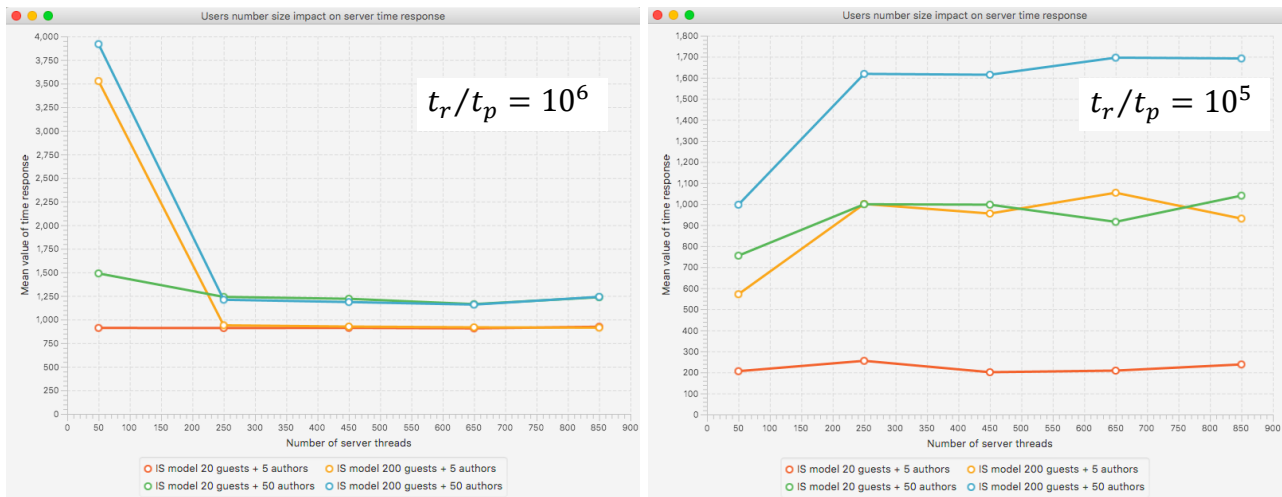 Users number size impact on server time response
4,000
3,750
3,500
3,250
3,000
2,750
2,500
2,250
2,000
1,750
1,500
1,250
1,000
750
500
250
0
Mean value of time response
t_r/t_p = 10^6
0 50 100 150 200 250 300 350 400 450 500 550 600 650 700 750 800 850 900
Number of server threads
IS model 20 guests + 5 authors IS model 200 guests + 5 authors
IS model 20 guests + 50 authors IS model 200 guests + 50 authors
Users number size impact on server time response
1,800
1,700
1,600
1,500
1,400
1,300
1,200
1,100
1,000
900
800
700
600
500
400
300
200
100
0
Mean value of time response
t_r/t_p = 10^5
0 50 100 150 200 250 300 350 400 450 500 550 600 650 700 750 800 850 900
Number of server threads
IS model 20 guests + 5 authors IS model 200 guests + 5 authors
IS model 20 guests + 50 authors IS model 200 guests + 50 authors